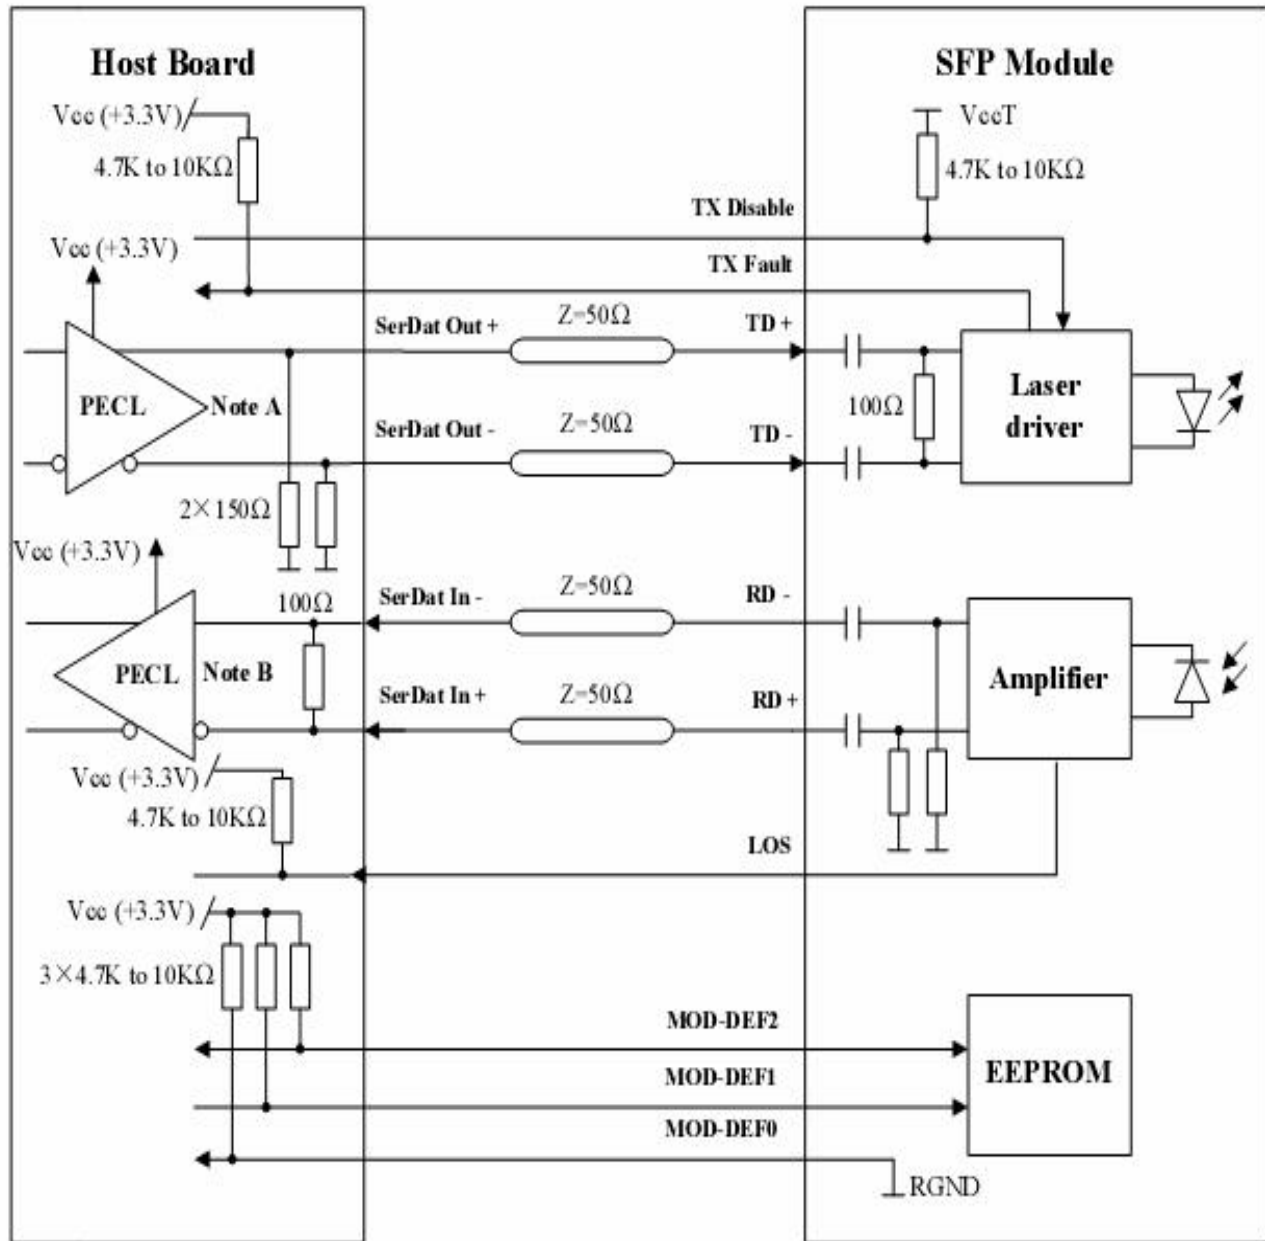 Host Board
SFP Module
Vcc (+3.3V)
VccT
4.7K to 10KΩ
4.7K to 10KΩ
TX Disable
Vcc (+3.3V)
TX Fault
SerDat Out +
Z=50Ω
TD +
PECL
Note A
100Ω
Laser
driver
SerDat Out -
Z=50Ω
TD -
2×150Ω
Vcc (+3.3V)
100Ω
SerDat In -
Z=50Ω
RD -
PECL
Note B
Amplifier
SerDat In +
Z=50Ω
RD +
Vcc (+3.3V)
4.7K to 10KΩ
LOS
Vcc (+3.3V)
3×4.7K to 10KΩ
MOD-DEF2
EEPROM
MOD-DEF1
MOD-DEF0
RGND